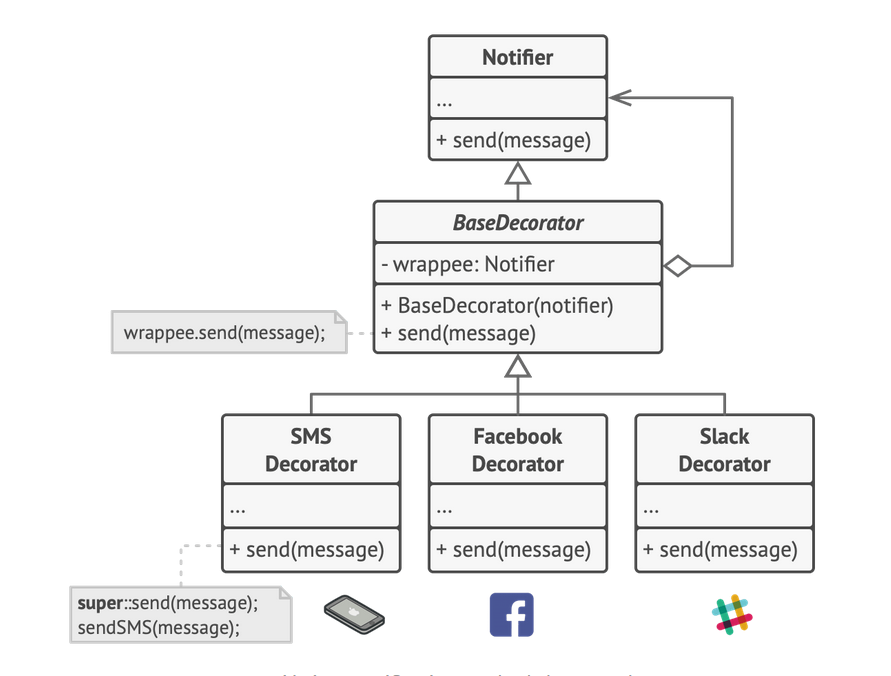 Notifier
...
+ send(message)
BaseDecorator
- wrappee: Notifier
+ BaseDecorator(notifier)
+ send(message)
wrappee.send(message);
SMS
Decorator
...
+ send(message)
Facebook
Decorator
...
+ send(message)
Slack
Decorator
...
+ send(message)
super::send(message);
sendSMS(message);
f